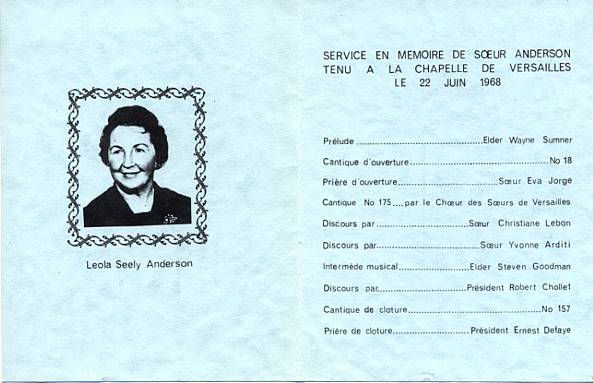 Leola Seely Anderson
SERVICE EN MEMOIRE DE SŒUR ANDERSON
TENU A LA CHAPELLE DE VERSAILLES
LE 22 JUIN 1968
Prélude ........................................Elder Wayne Sumner
Cantique d'ouverture............................................No 18
Prière d'ouverture................................Sœur Eva Jorge
Cantique No 175....par le Chœur des Sœurs de Versailles
Discours par.............................Sœur Christiane Lebon
Discours par................................Sœur Yvonne Arditi
Intermède musical......................Elder Steven Goodman
Discours par............................Président Robert Chollet
Cantique de cloture..........................................No 157
Prière de cloture.........................Président Ernest Defaye